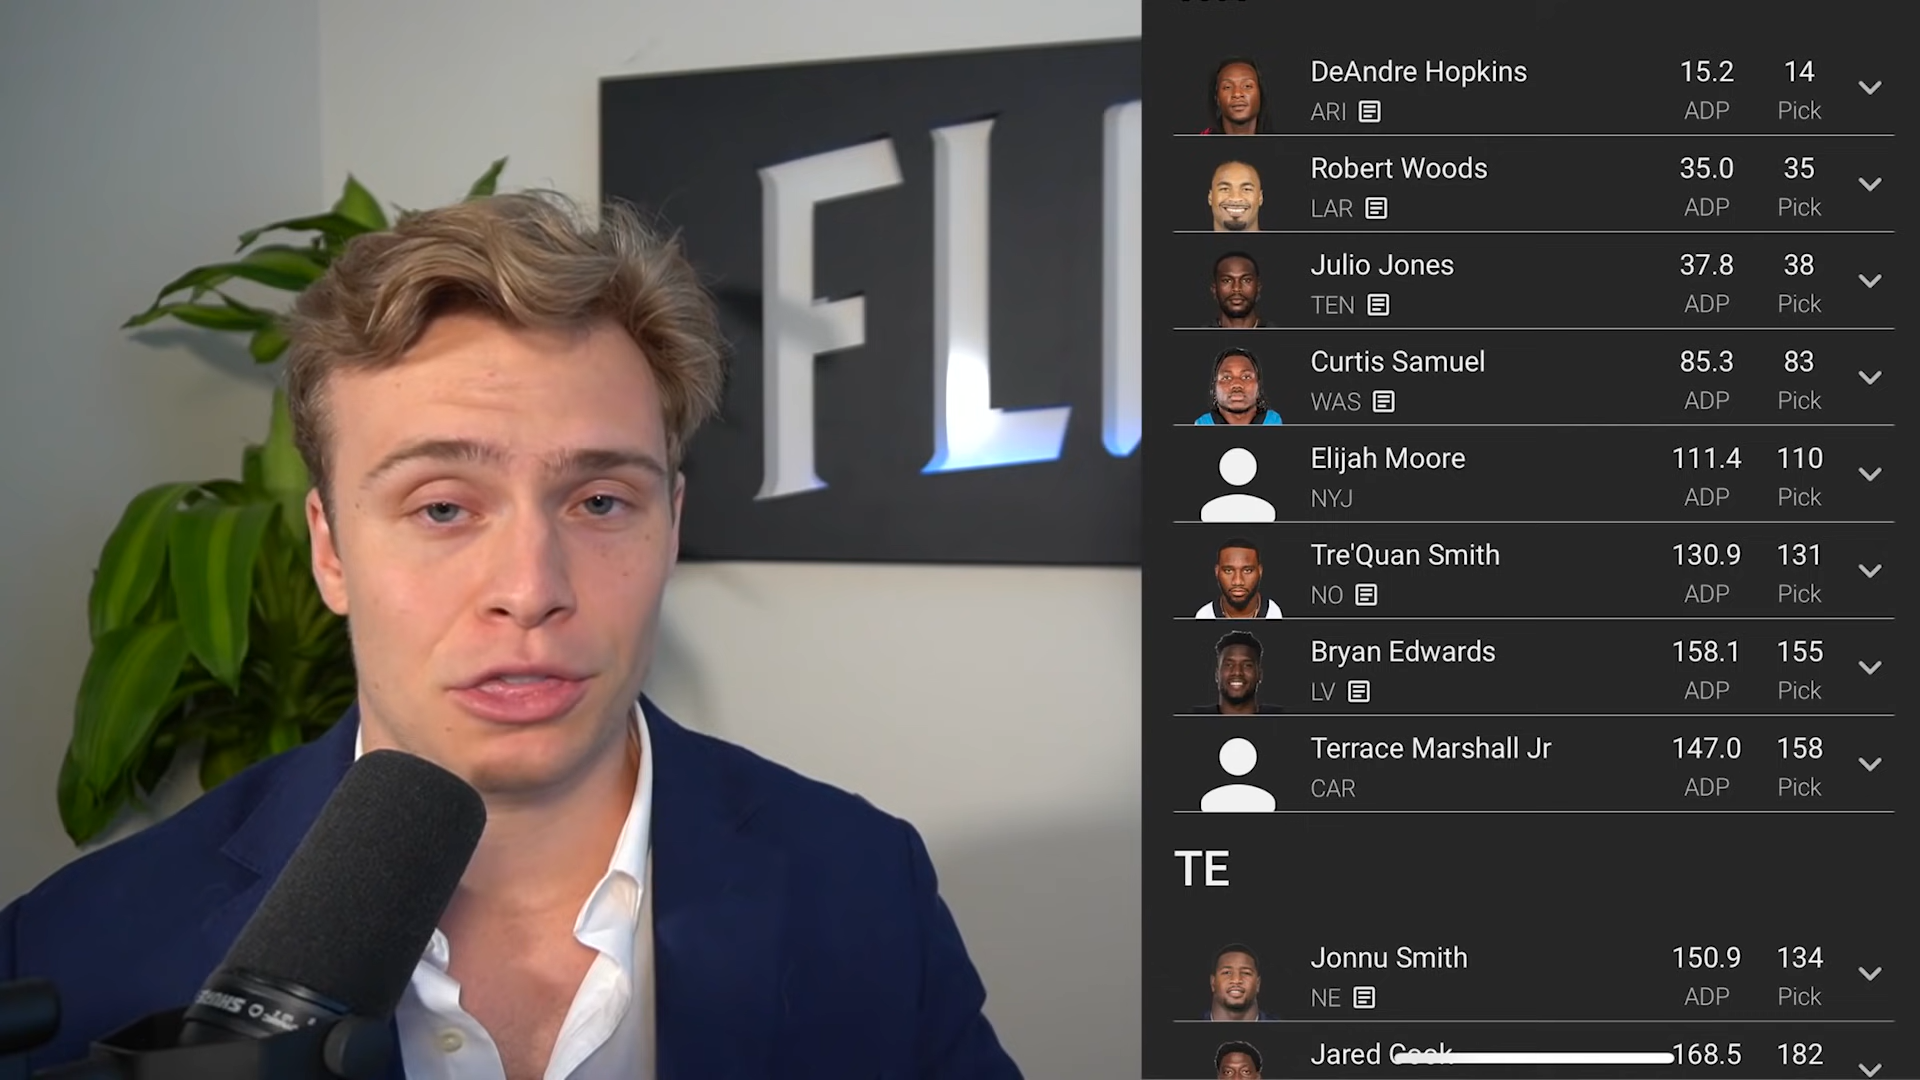 FLU
SHURE
DeAndre Hopkins 15.2 14
ARI ADP Pick
Robert Woods 35.0 35
LAR ADP Pick
Julio Jones 37.8 38
TEN ADP Pick
Curtis Samuel 85.3 83
WAS ADP Pick
Elijah Moore 111.4 110
NYJ ADP Pick
Tre'Quan Smith 130.9 131
NO ADP Pick
Bryan Edwards 158.1 155
LV ADP Pick
Terrace Marshall Jr 147.0 158
CAR ADP Pick
TE
Jonnu Smith 150.9 134
NE ADP Pick
Jared Cook 168.5 182